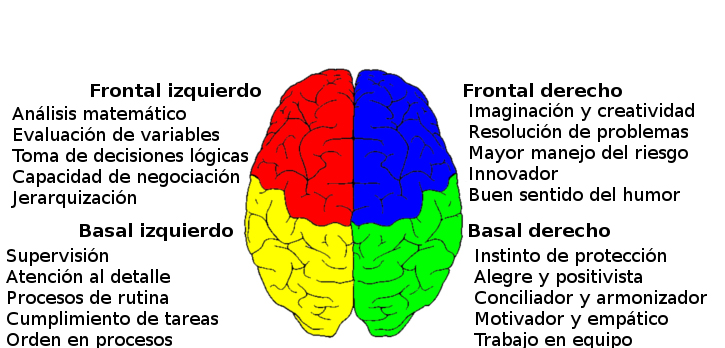 Frontal izquierdo
Análisis matemático
Evaluación de variables
Toma de decisiones lógicas
Capacidad de negociación
Jerarquización
Frontal derecho
Imaginación y creatividad
Resolución de problemas
Mayor manejo del riesgo
Innovador
Buen sentido del humor
Basal izquierdo
Supervisión
Atención al detalle
Procesos de rutina
Cumplimiento de tareas
Orden en procesos
Basal derecho
Instinto de protección
Alegre y positivista
Conciliador y armonizador
Motivador y empático
Trabajo en equipo